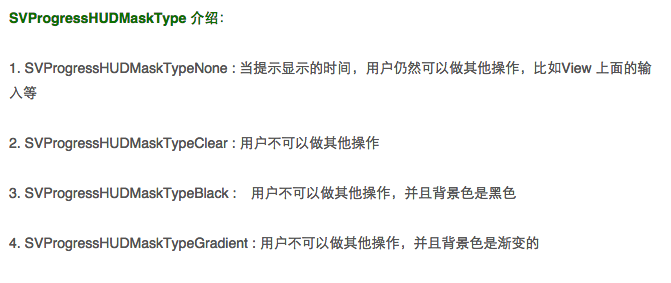 SVProgressHUDMaskType 介绍：
1. SVProgressHUDMaskTypeNone : 当提示显示的时间，用户仍然可以做其他操作，比如View 上面的输
入等
2. SVProgressHUDMaskTypeClear : 用户不可以做其他操作
3. SVProgressHUDMaskTypeBlack :   用户不可以做其他操作，并且背景色是黑色
4. SVProgressHUDMaskTypeGradient : 用户不可以做其他操作，并且背景色是渐变的